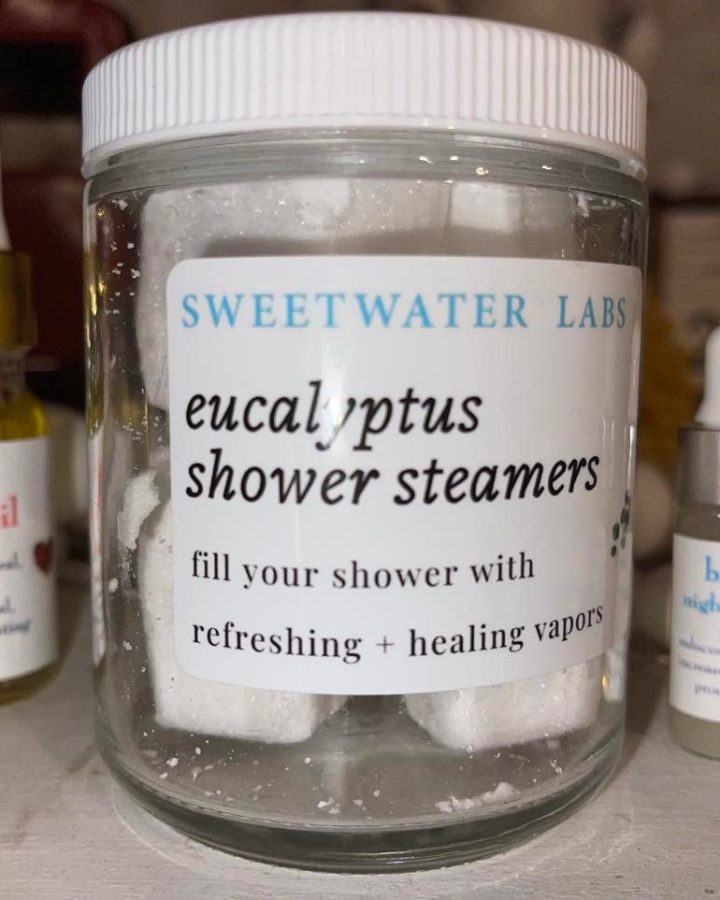 SWEETWATER LABS
eucalyptus
shower steamers
fill your shower with
refreshing + healing vapors